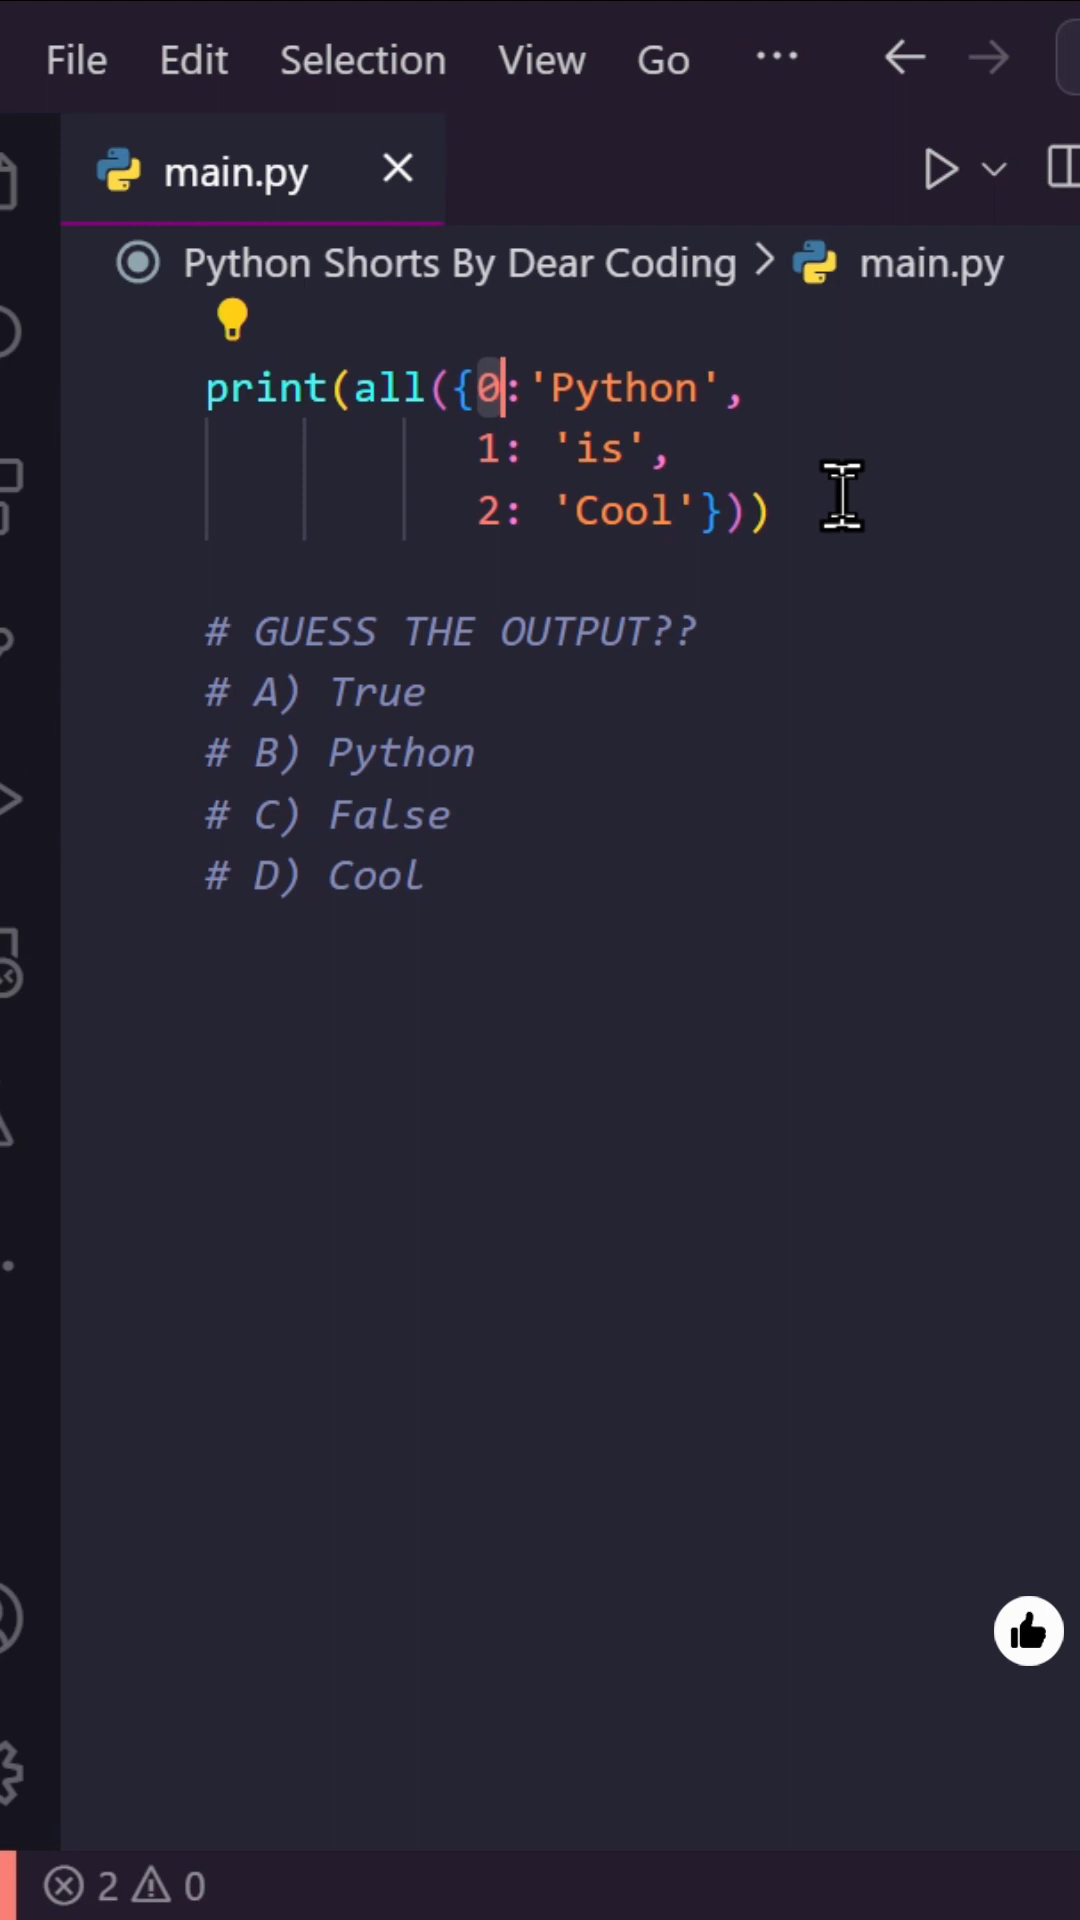 File Edit Selection View Go ...
main.py
Python Shorts By Dear Coding > main.py
print(all({0:'Python',
1: 'is',
2: 'Cool'}))
# GUESS THE OUTPUT??
# A) True
# B) Python
# C) False
# D) Cool
2 0